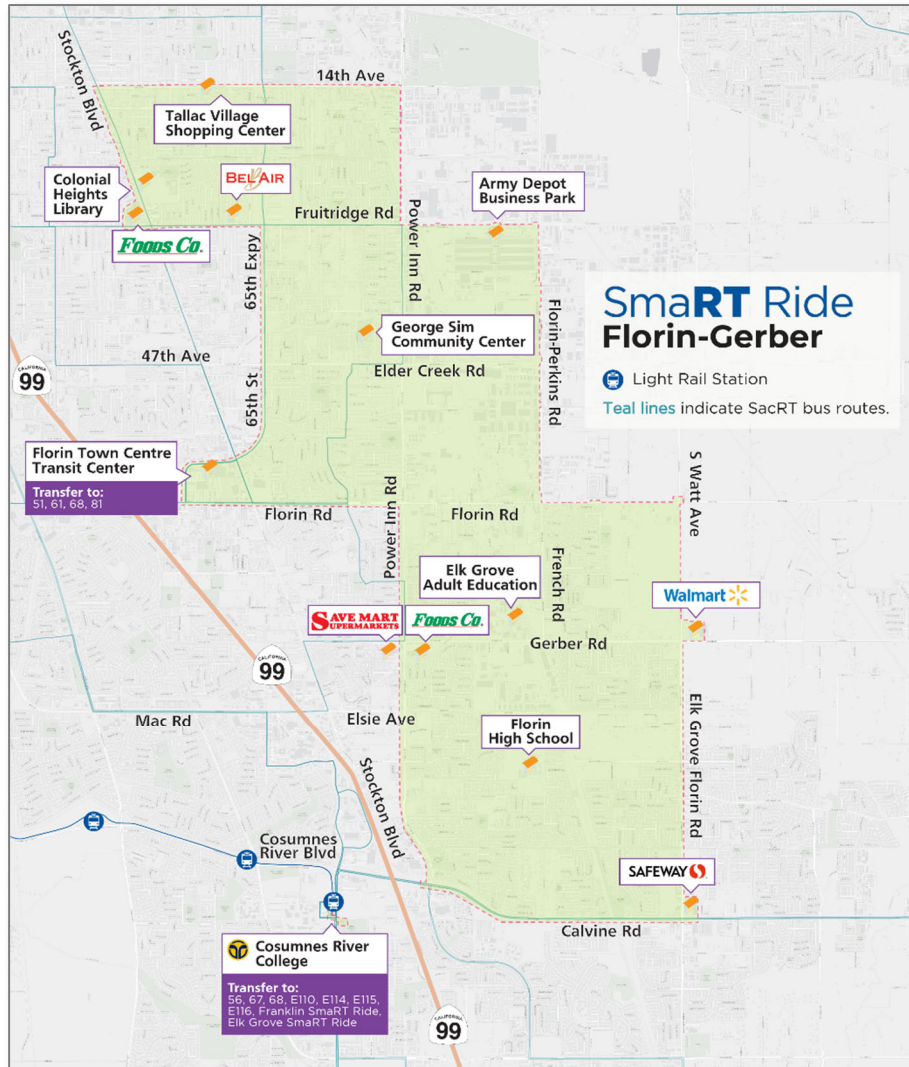 Stockton Blvd
14th Ave
Tallac Village
Shopping Center
Colonial
Heights
Library
BEL AIR
Army Depot
Business Park
Fruitridge Rd
FOODS CO.
65th Expy
Power Inn Rd
SmaRT Ride
Florin-Gerber
Light Rail Station
Teal lines indicate SacRT bus routes.
George Sim
Community Center
Florin-Perkins Rd
47th Ave
Elder Creek Rd
CALIFORNIA
99
65th St
Florin Town Centre
Transit Center
Transfer to:
51, 61, 68, 81
S Watt Ave
Florin Rd
Power Inn Rd
Florin Rd
Elk Grove
Adult Education
French Rd
Walmart
SAVE MART
SUPERMARKETS
FOODS CO.
Gerber Rd
CALIFORNIA
99
Mac Rd
Elsie Ave
Florin
High School
Elk Grove Florin Rd
Stockton Blvd
Cosumnes
River Blvd
SAFEWAY
Calvine Rd
Cosumnes River
College
Transfer to:
56, 67, 68, E110, E114, E115,
E116, Franklin SmaRT Ride,
Elk Grove SmaRT Ride
CALIFORNIA
99